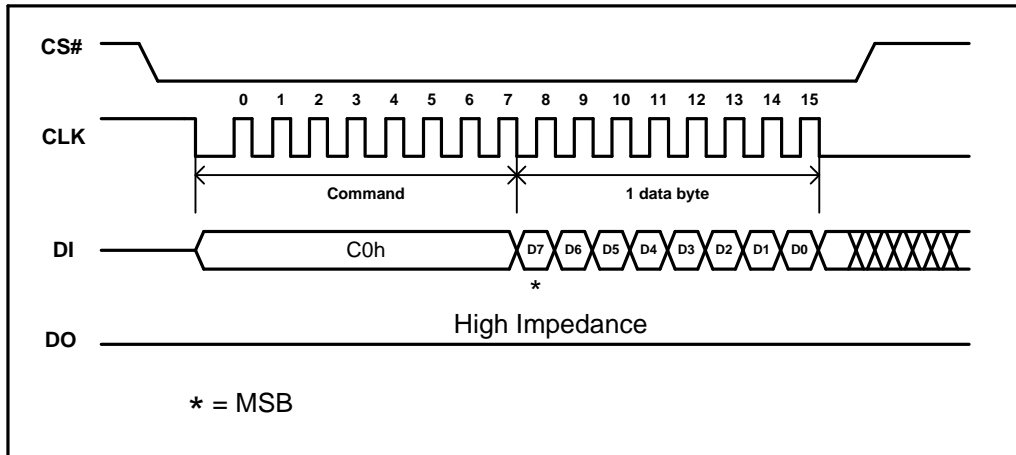 CS#
0 1 2 3 4 5 6 7 8 9 10 11 12 13 14 15
CLK
Command 1 data byte
DI C0h D7 D6 D5 D4 D3 D2 D1 D0
*
High Impedance
DO
* = MSB